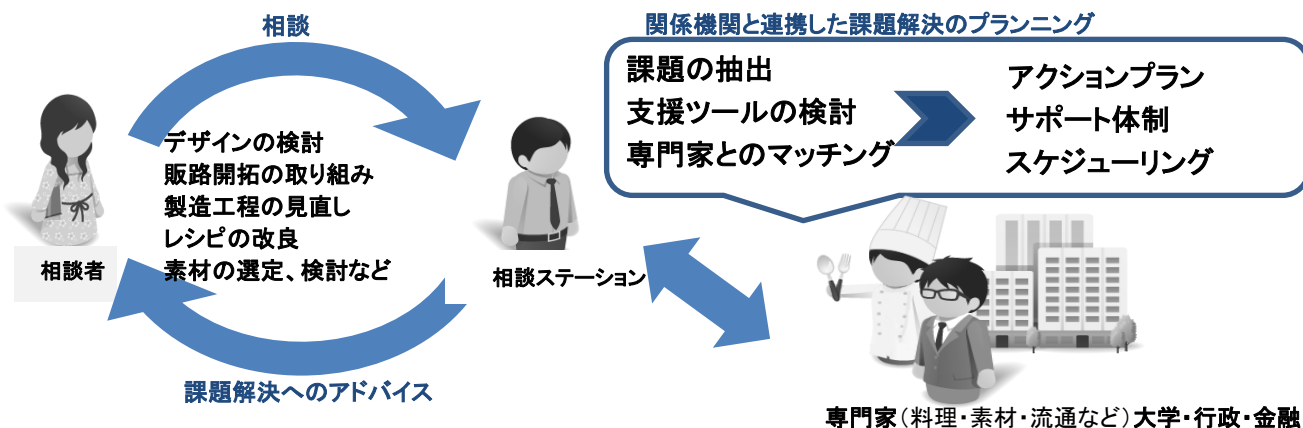 相談
関係機関と連携した課題解決のプランニング
課題の抽出
支援ツールの検討
専門家とのマッチング
アクションプラン
サポート体制
スケジューリング
デザインの検討
販路開拓の取り組み
製造工程の見直し
レシピの改良
素材の選定、検討など
相談者
相談ステーション
課題解決へのアドバイス
専門家（料理・素材・流通など）大学・行政・金融